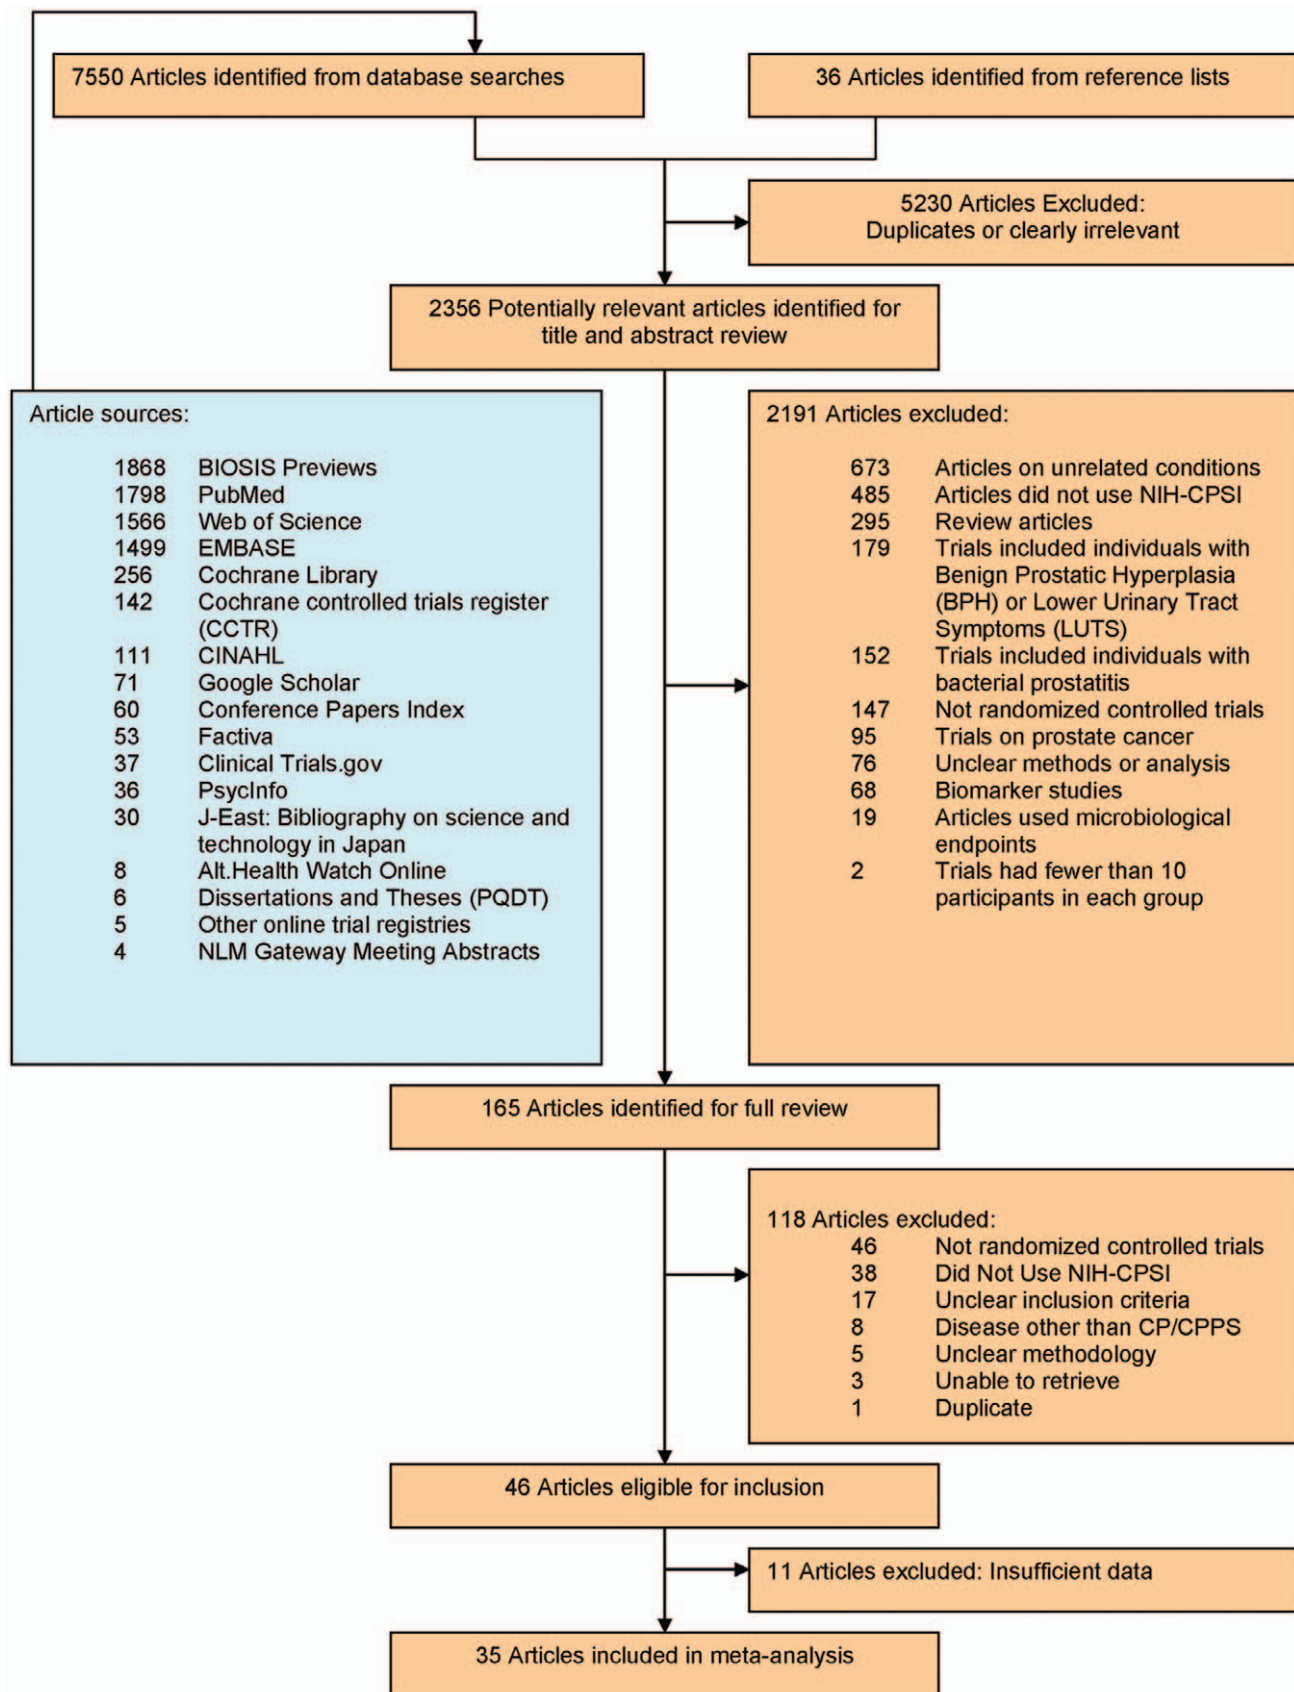 7550 Articles identified from database searches
36 Articles identified from reference lists
5230 Articles Excluded:
Duplicates or clearly irrelevant
2356 Potentially relevant articles identified for
title and abstract review
Article sources:
1868 BIOSIS Previews
1798 PubMed
1566 Web of Science
1499 EMBASE
256 Cochrane Library
142 Cochrane controlled trials register
(CCTR)
111 CINAHL
71 Google Scholar
60 Conference Papers Index
53 Factiva
37 Clinical Trials.gov
36 PsycInfo
30 J-East: Bibliography on science and
technology in Japan
8 Alt.Health Watch Online
6 Dissertations and Theses (PQDT)
5 Other online trial registries
4 NLM Gateway Meeting Abstracts
2191 Articles excluded:
673 Articles on unrelated conditions
485 Articles did not use NIH-CPSI
295 Review articles
179 Trials included individuals with
Benign Prostatic Hyperplasia
(BPH) or Lower Urinary Tract
Symptoms (LUTS)
152 Trials included individuals with
bacterial prostatitis
147 Not randomized controlled trials
95 Trials on prostate cancer
76 Unclear methods or analysis
68 Biomarker studies
19 Articles used microbiological
endpoints
2 Trials had fewer than 10
participants in each group
165 Articles identified for full review
118 Articles excluded:
46 Not randomized controlled trials
38 Did Not Use NIH-CPSI
17 Unclear inclusion criteria
8 Disease other than CP/CPPS
5 Unclear methodology
3 Unable to retrieve
1 Duplicate
46 Articles eligible for inclusion
11 Articles excluded: Insufficient data
35 Articles included in meta-analysis